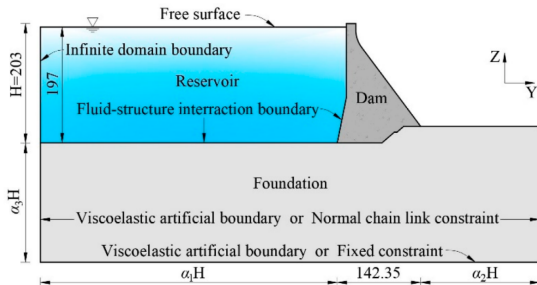 Free surface
Infinite domain boundary
H=203
197
Reservoir
Fluid-structure interraction boundary
Dam
Z
Y
Foundation
α₃H
Viscoelastic artificial boundary or Normal chain link constraint
Viscoelastic artificial boundary or Fixed constraint
α₁H
142.35
α₂H